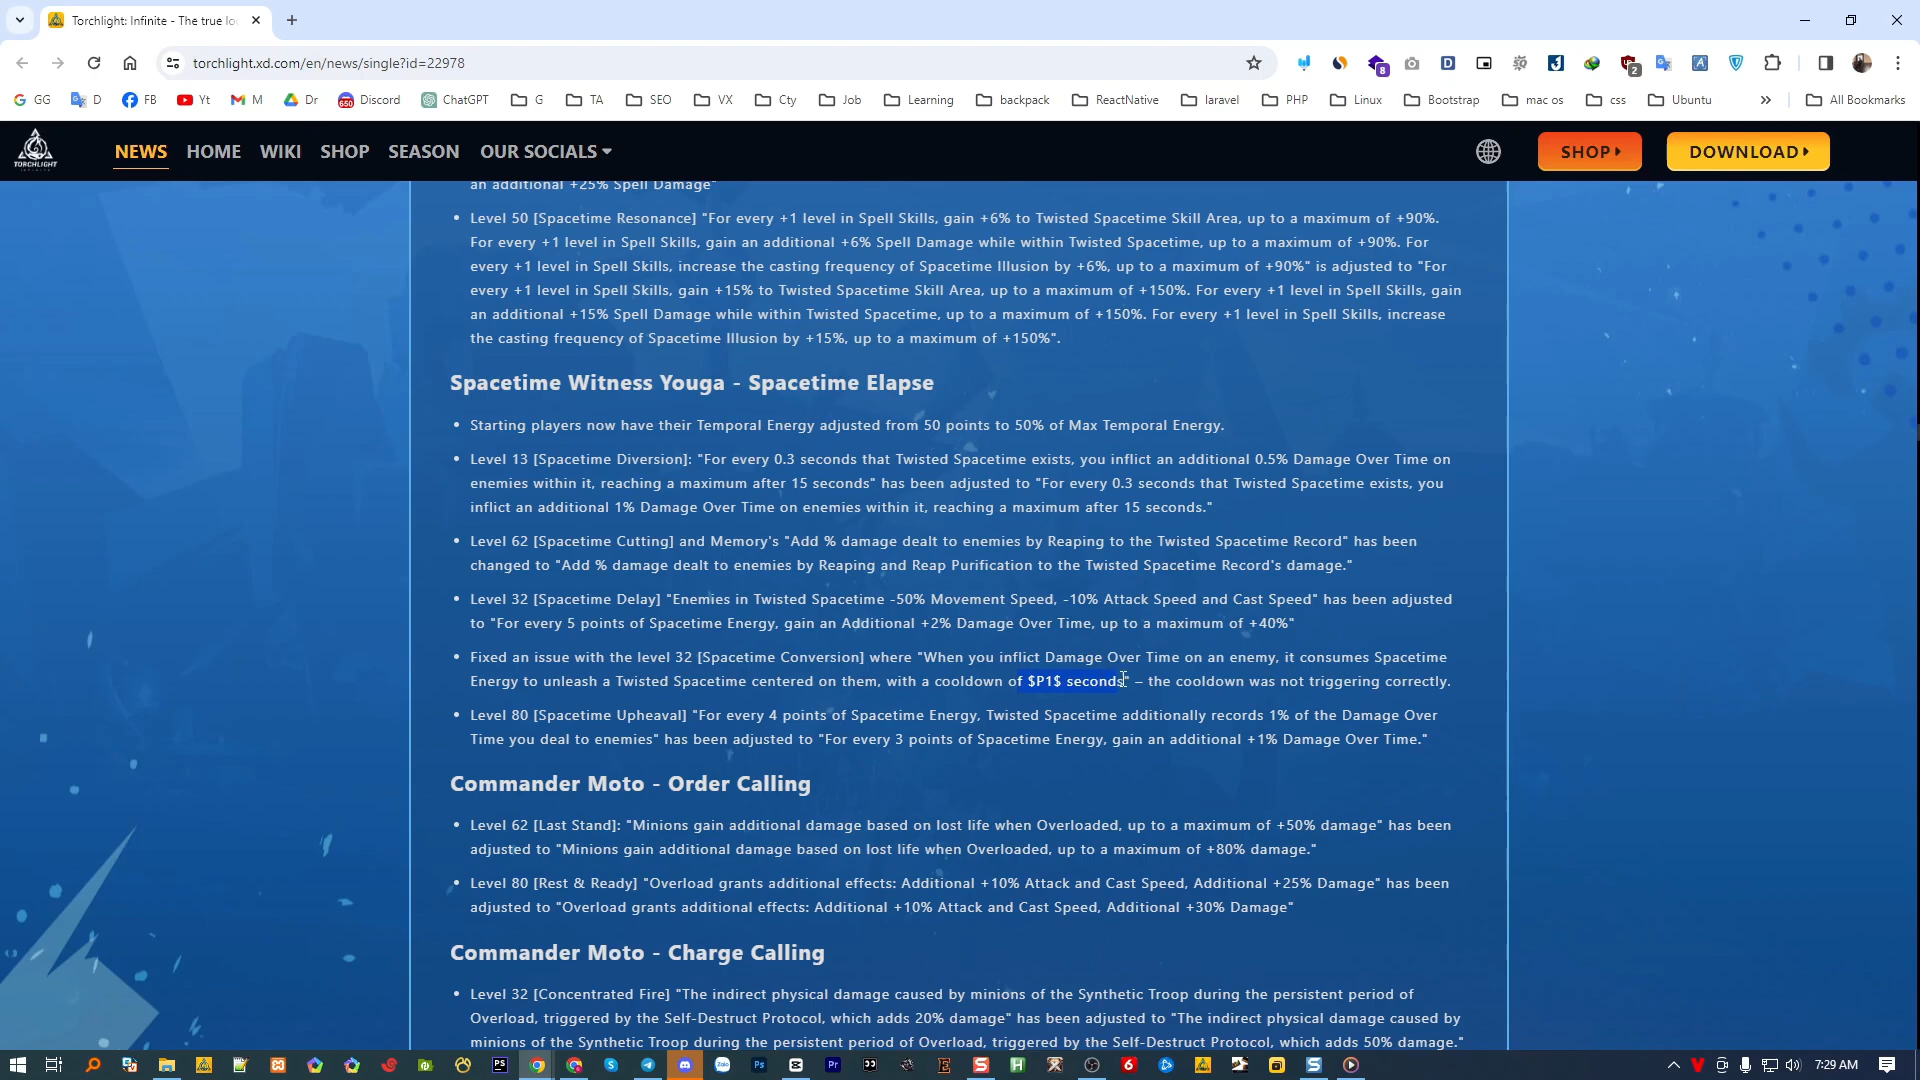 Torchlight: Infinite - The true lo
torchlight.xd.com/en/news/single?id=22978
8
2
GG
D
FB
Yt
M
Dr
Discord
ChatGPT
G
TA
SEO
VX
Cty
Job
Learning
backpack
ReactNative
laravel
PHP
Linux
Bootstrap
mac os
css
Ubuntu
All Bookmarks
TORCHLIGHT
NEWS
HOME
WIKI
SHOP
SEASON
OUR SOCIALS
SHOP
DOWNLOAD
an additional +25% Spell Damage"
Level 50 [Spacetime Resonance] "For every +1 level in Spell Skills, gain +6% to Twisted Spacetime Skill Area, up to a maximum of +90%.
For every +1 level in Spell Skills, gain an additional +6% Spell Damage while within Twisted Spacetime, up to a maximum of +90%. For
every +1 level in Spell Skills, increase the casting frequency of Spacetime Illusion by +6%, up to a maximum of +90%" is adjusted to "For
every +1 level in Spell Skills, gain +15% to Twisted Spacetime Skill Area, up to a maximum of +150%. For every +1 level in Spell Skills, gain
an additional +15% Spell Damage while within Twisted Spacetime, up to a maximum of +150%. For every +1 level in Spell Skills, increase
the casting frequency of Spacetime Illusion by +15%, up to a maximum of +150%".
Spacetime Witness Youga - Spacetime Elapse
Starting players now have their Temporal Energy adjusted from 50 points to 50% of Max Temporal Energy.
Level 13 [Spacetime Diversion]: "For every 0.3 seconds that Twisted Spacetime exists, you inflict an additional 0.5% Damage Over Time on
enemies within it, reaching a maximum after 15 seconds" has been adjusted to "For every 0.3 seconds that Twisted Spacetime exists, you
inflict an additional 1% Damage Over Time on enemies within it, reaching a maximum after 15 seconds."
Level 62 [Spacetime Cutting] and Memory's "Add % damage dealt to enemies by Reaping to the Twisted Spacetime Record" has been
changed to "Add % damage dealt to enemies by Reaping and Reap Purification to the Twisted Spacetime Record's damage."
Level 32 [Spacetime Delay] "Enemies in Twisted Spacetime -50% Movement Speed, -10% Attack Speed and Cast Speed" has been adjusted
to "For every 5 points of Spacetime Energy, gain an Additional +2% Damage Over Time, up to a maximum of +40%"
Fixed an issue with the level 32 [Spacetime Conversion] where "When you inflict Damage Over Time on an enemy, it consumes Spacetime
Energy to unleash a Twisted Spacetime centered on them, with a cooldown of $P1$ seconds" – the cooldown was not triggering correctly.
Level 80 [Spacetime Upheaval] "For every 4 points of Spacetime Energy, Twisted Spacetime additionally records 1% of the Damage Over
Time you deal to enemies" has been adjusted to "For every 3 points of Spacetime Energy, gain an additional +1% Damage Over Time."
Commander Moto - Order Calling
Level 62 [Last Stand]: "Minions gain additional damage based on lost life when Overloaded, up to a maximum of +50% damage" has been
adjusted to "Minions gain additional damage based on lost life when Overloaded, up to a maximum of +80% damage."
Level 80 [Rest & Ready] "Overload grants additional effects: Additional +10% Attack and Cast Speed, Additional +25% Damage" has been
adjusted to "Overload grants additional effects: Additional +10% Attack and Cast Speed, Additional +30% Damage"
Commander Moto - Charge Calling
Level 32 [Concentrated Fire] "The indirect physical damage caused by minions of the Synthetic Troop during the persistent period of
Overload, triggered by the Self-Destruct Protocol, which adds 20% damage" has been adjusted to "The indirect physical damage caused by
minions of the Synthetic Troop during the persistent period of Overload, triggered by the Self-Destruct Protocol, which adds 50% damage."
7:29 AM